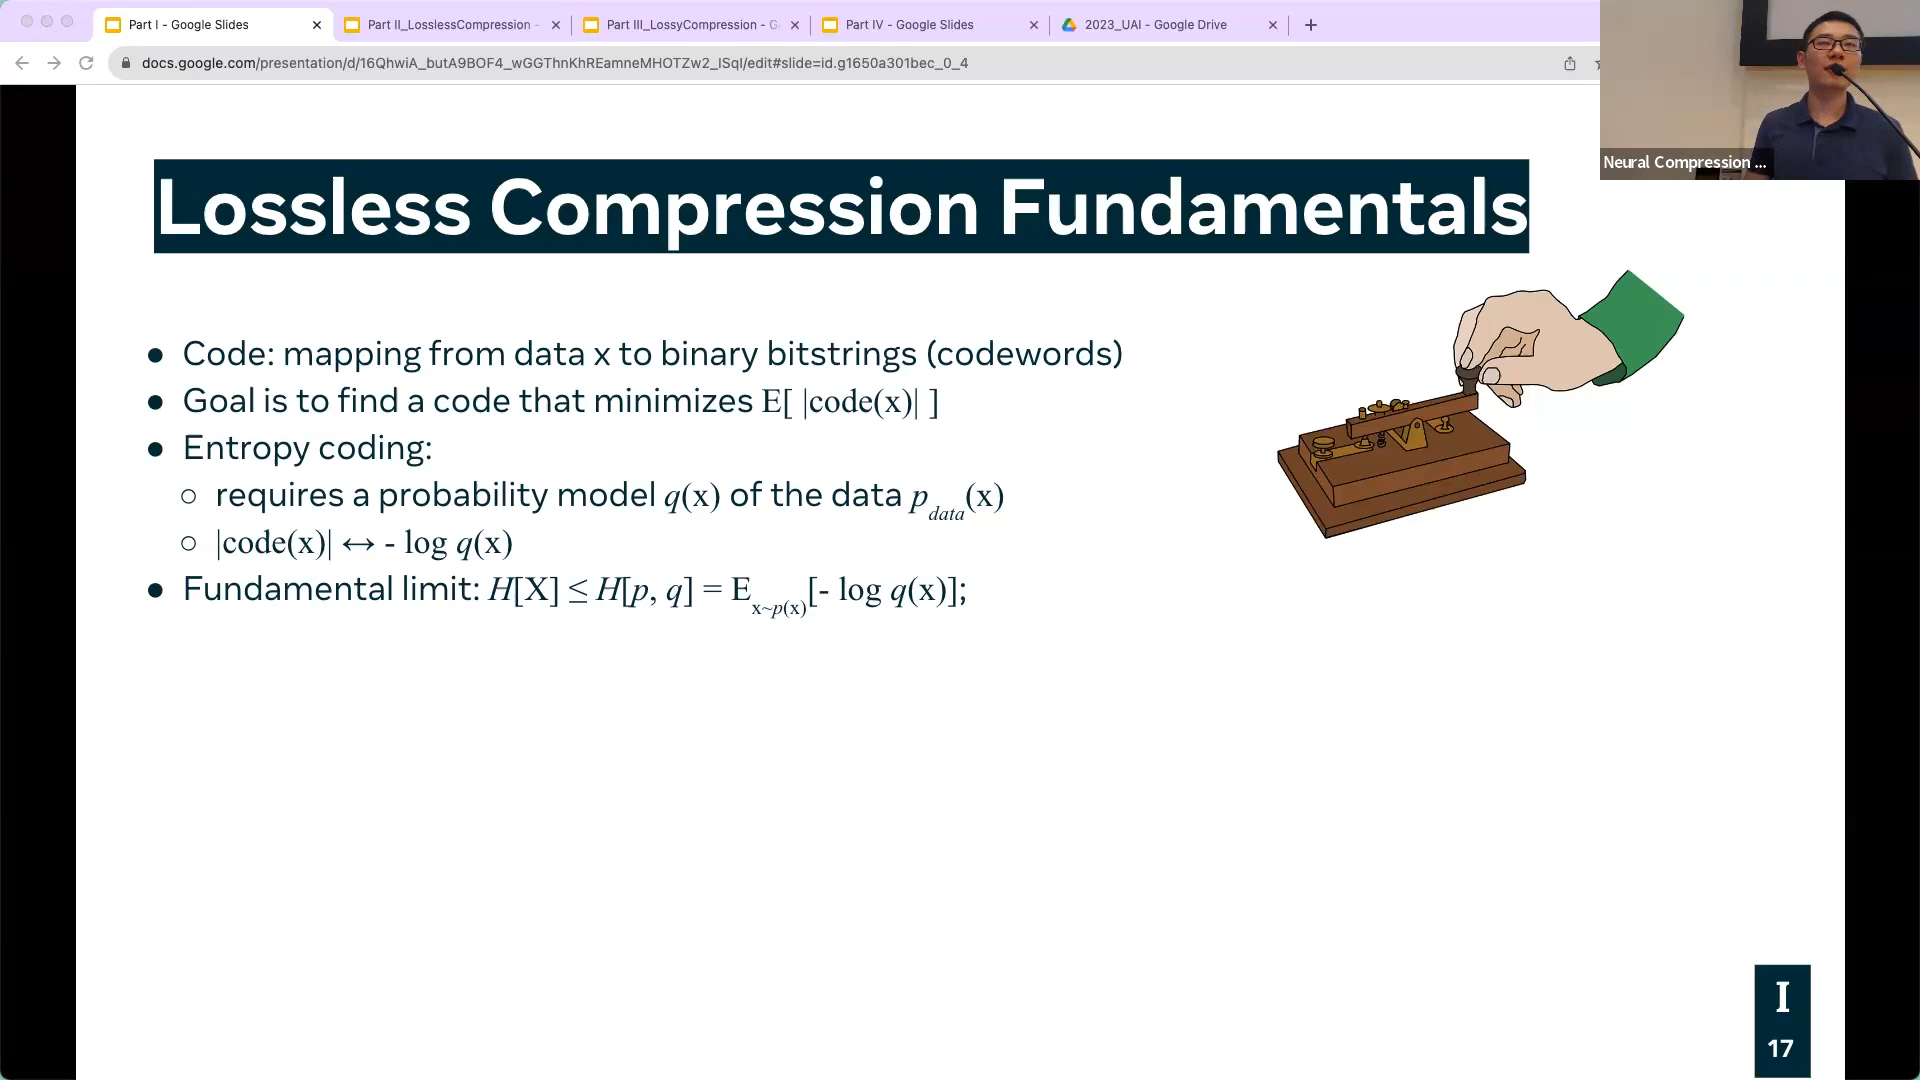 Part I - Google Slides
Part II_LosslessCompression -
Part III_LossyCompression - G
Part IV - Google Slides
2023_UAI - Google Drive
docs.google.com/presentation/d/16QhwiA_butA9BOF4_wGGThnKhREamneMHOTZw2_ISqI/edit#slide=id.g1650a301bec_0_4
Neural Compression ...
Lossless Compression Fundamentals
● Code: mapping from data x to binary bitstrings (codewords)
● Goal is to find a code that minimizes E[ |code(x)| ]
● Entropy coding:
○ requires a probability model q(x) of the data p_data(x)
○ |code(x)| ↔ - log q(x)
● Fundamental limit: H[X] ≤ H[p, q] = E_x~p(x)[- log q(x)];
I
17